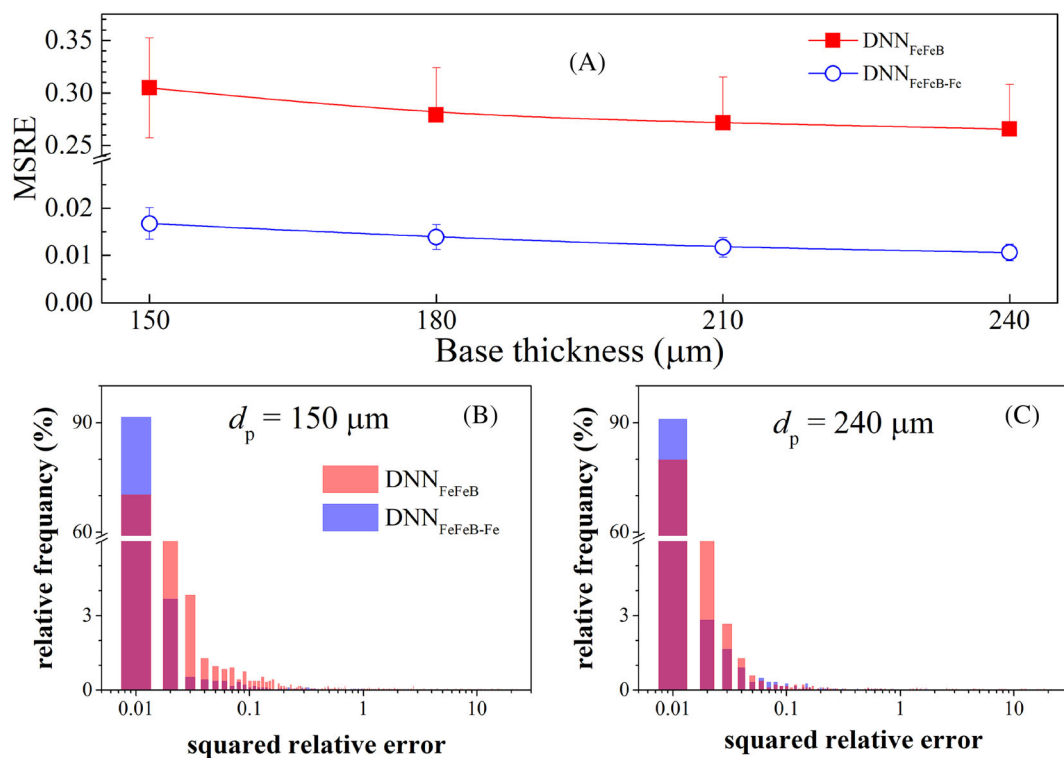 MSRE
0.35
0.30
0.25
0.02
0.01
0.00
(A)
DNN_FeFeB
DNN_FeFeB-Fe
150 180 210 240
Base thickness (μm)
relative frequancy (%)
90
60
3
0
d_p = 150 μm
(B)
DNN_FeFeB
DNN_FeFeB-Fe
0.01 0.1 1 10
squared relative error
relative frequancy (%)
90
60
3
0
d_p = 240 μm
(C)
0.01 0.1 1 10
squared relative error